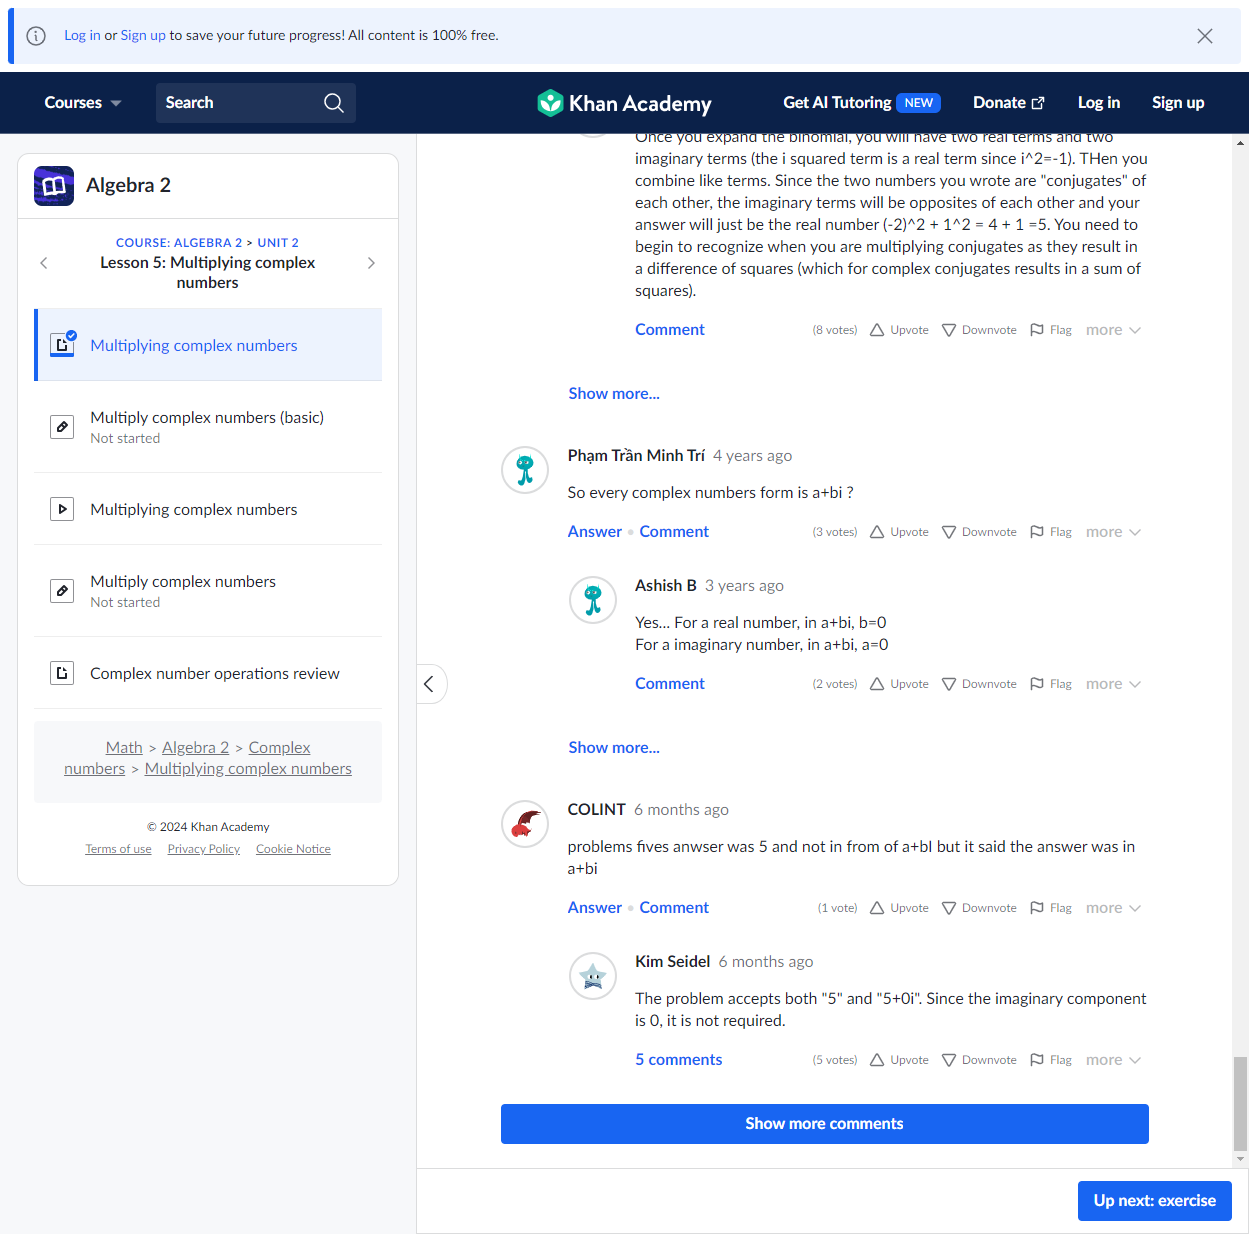 Log in or Sign up to save your future progress! All content is 100% free.
Courses
Search
Khan Academy
Get AI Tutoring NEW
Donate
Log in
Sign up
Algebra 2
COURSE: ALGEBRA 2 > UNIT 2
Lesson 5: Multiplying complex
numbers
Multiplying complex numbers
Multiply complex numbers (basic)
Not started
Multiplying complex numbers
Multiply complex numbers
Not started
Complex number operations review
Math > Algebra 2 > Complex
numbers > Multiplying complex numbers
© 2024 Khan Academy
Terms of use Privacy Policy Cookie Notice
Once you expand the binomial, you will have two real terms and two
imaginary terms (the i squared term is a real term since i^2=-1). THen you
combine like terms. Since the two numbers you wrote are "conjugates" of
each other, the imaginary terms will be opposites of each other and your
answer will just be the real number (-2)^2 + 1^2 = 4 + 1 =5. You need to
begin to recognize when you are multiplying conjugates as they result in
a difference of squares (which for complex conjugates results in a sum of
squares).
Comment (8 votes) Upvote Downvote Flag more
Show more...
Phạm Trần Minh Trí 4 years ago
So every complex numbers form is a+bi ?
Answer • Comment (3 votes) Upvote Downvote Flag more
Ashish B 3 years ago
Yes... For a real number, in a+bi, b=0
For a imaginary number, in a+bi, a=0
Comment (2 votes) Upvote Downvote Flag more
Show more...
COLINT 6 months ago
problems fives anwser was 5 and not in from of a+bI but it said the answer was in
a+bi
Answer • Comment (1 vote) Upvote Downvote Flag more
Kim Seidel 6 months ago
The problem accepts both "5" and "5+0i". Since the imaginary component
is 0, it is not required.
5 comments (5 votes) Upvote Downvote Flag more
Show more comments
Up next: exercise